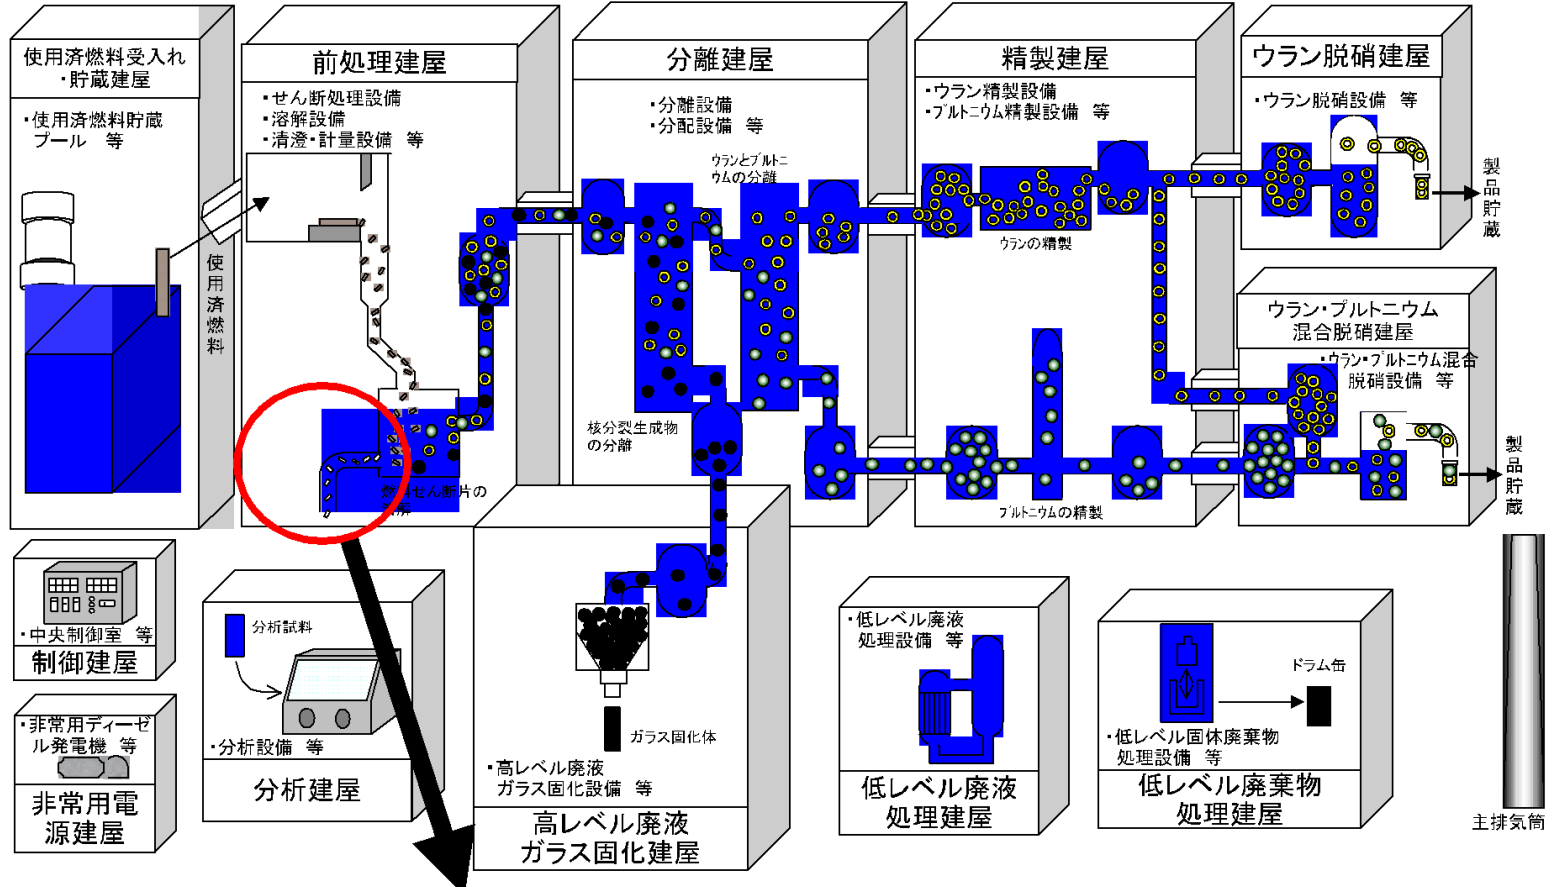 使用済燃料受入れ
・貯蔵建屋
・使用済燃料貯蔵
プール 等
使用済燃料
前処理建屋
・せん断処理設備
・溶解設備
・清澄・計量設備 等
燃料せん断片の
溶解
分離建屋
・分離設備
・分配設備 等
ウランとプルトニ
ウムの分離
核分裂生成物
の分離
精製建屋
・ウラン精製設備
・プルトニウム精製設備 等
ウランの精製
プルトニウムの精製
ウラン脱硝建屋
・ウラン脱硝設備 等
製品貯蔵
ウラン・プルトニウム
混合脱硝建屋
・ウラン・プルトニウム混合
脱硝設備 等
製品貯蔵
・中央制御室 等
制御建屋
・非常用ディーゼ
ル発電機 等
非常用電
源建屋
分析試料
・分析設備 等
分析建屋
ガラス固化体
・高レベル廃液
ガラス固化設備 等
高レベル廃液
ガラス固化建屋
・低レベル廃液
処理設備 等
低レベル廃液
処理建屋
ドラム缶
・低レベル固体廃棄物
処理設備 等
低レベル廃棄物
処理建屋
主排気筒